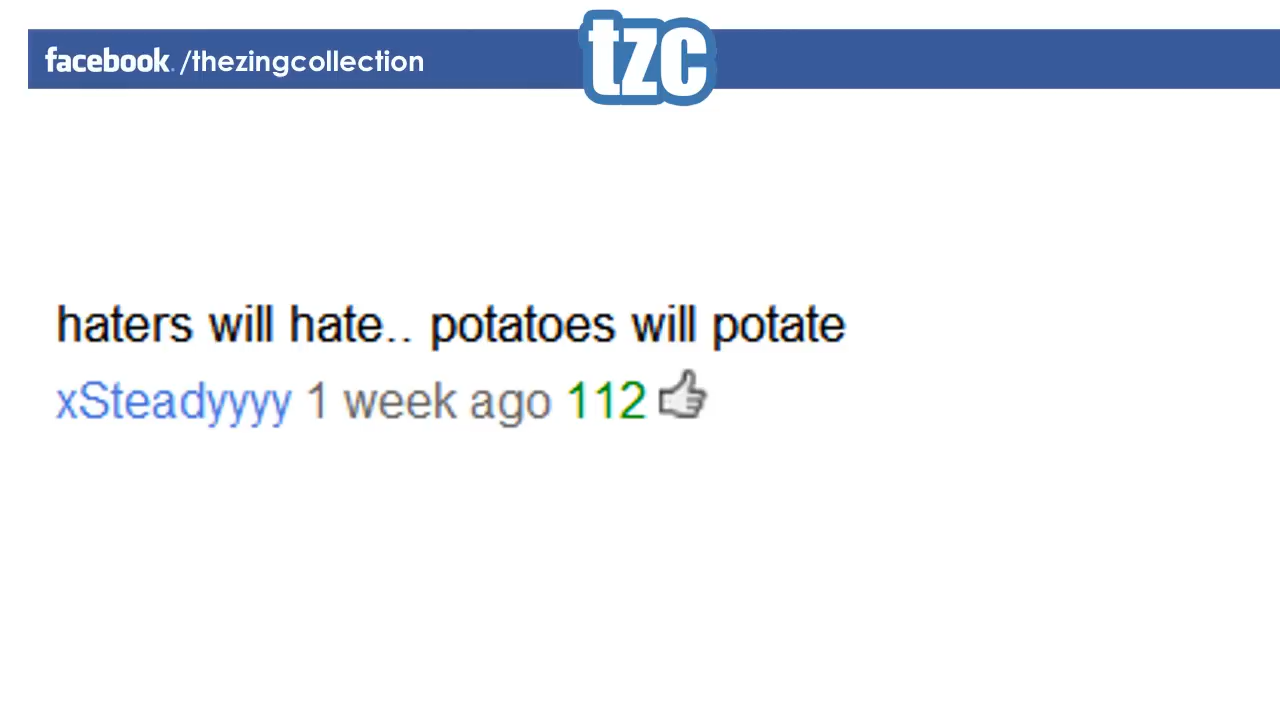 facebook. /thezingcollection
tzc
haters will hate.. potatoes will potate
xSteadyyyy 1 week ago 112